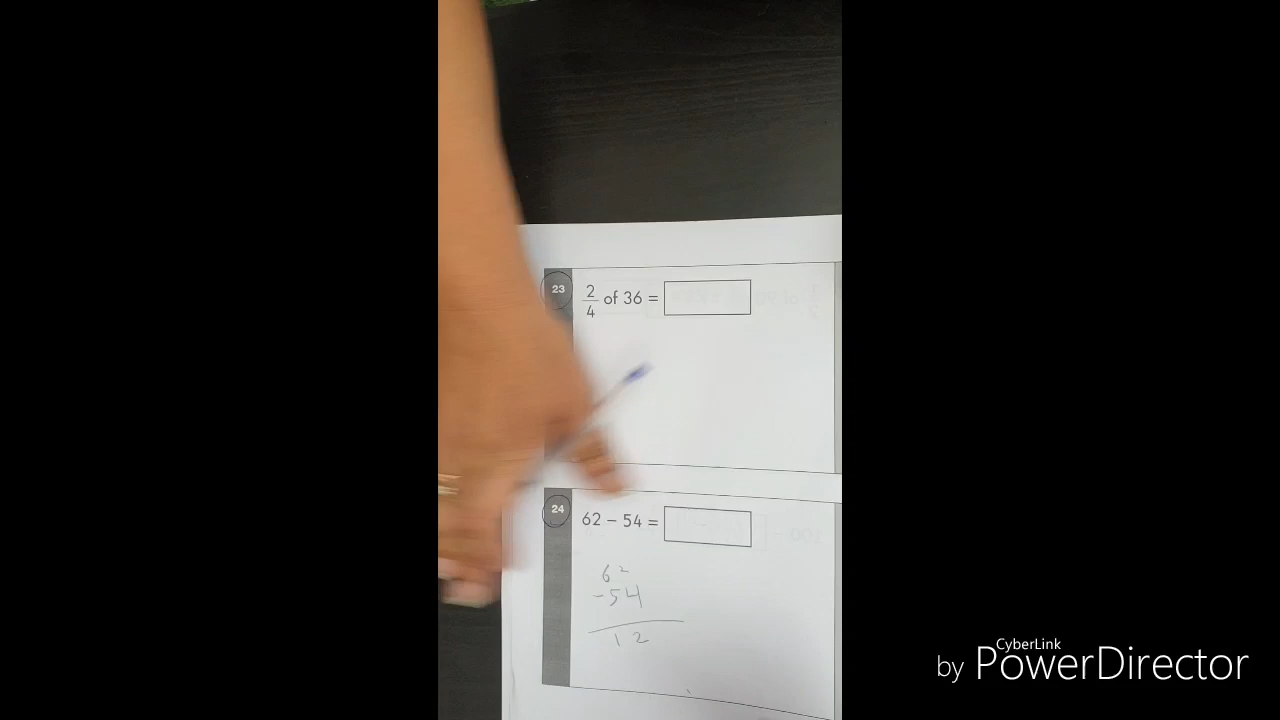 23
2/4 of 36 =
24
62 – 54 =
62
-54
12
CyberLink
by PowerDirector